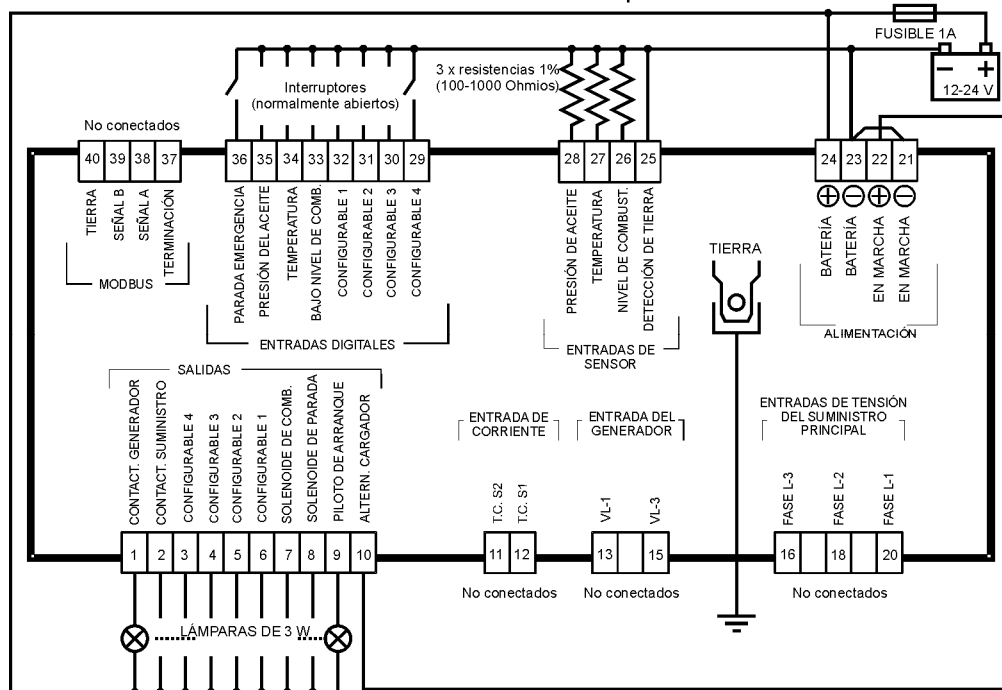 FUSIBLE 1A
12-24 V
3 x resistencias 1%
(100-1000 Ohmios)
Interruptores
(normalmente abiertos)
No conectados
40 39 38 37
36 35 34 33 32 31 30 29
28 27 26 25
24 23 22 21
TIERRA
SEÑAL B
SEÑAL A
TERMINACIÓN
MODBUS
PARADA EMERGENCIA
PRESIÓN DEL ACEITE
TEMPERATURA
BAJO NIVEL DE COMB.
CONFIGURABLE 1
CONFIGURABLE 2
CONFIGURABLE 3
CONFIGURABLE 4
ENTRADAS DIGITALES
PRESIÓN DE ACEITE
TEMPERATURA
NIVEL DE COMBUST.
DETECCIÓN DE TIERRA
ENTRADAS DE
SENSOR
TIERRA
BATERÍA
BATERÍA
EN MARCHA
EN MARCHA
ALIMENTACIÓN
SALIDAS
CONTACT. GENERADOR
CONTACT. SUMINISTRO
CONFIGURABLE 4
CONFIGURABLE 3
CONFIGURABLE 2
CONFIGURABLE 1
SOLENOIDE DE COMB.
SOLENOIDE DE PARADA
PILOTO DE ARRANQUE
ALTERN. CARGADOR
ENTRADA DE
CORRIENTE
T.C. S2
T.C. S1
ENTRADA DEL
GENERADOR
VL-1
VL-3
ENTRADAS DE TENSIÓN
DEL SUMINISTRO
PRINCIPAL
FASE L-3
FASE L-2
FASE L-1
1 2 3 4 5 6 7 8 9 10
11 12
13 15
16 18 20
No conectados
No conectados
No conectados
LÁMPARAS DE 3 W